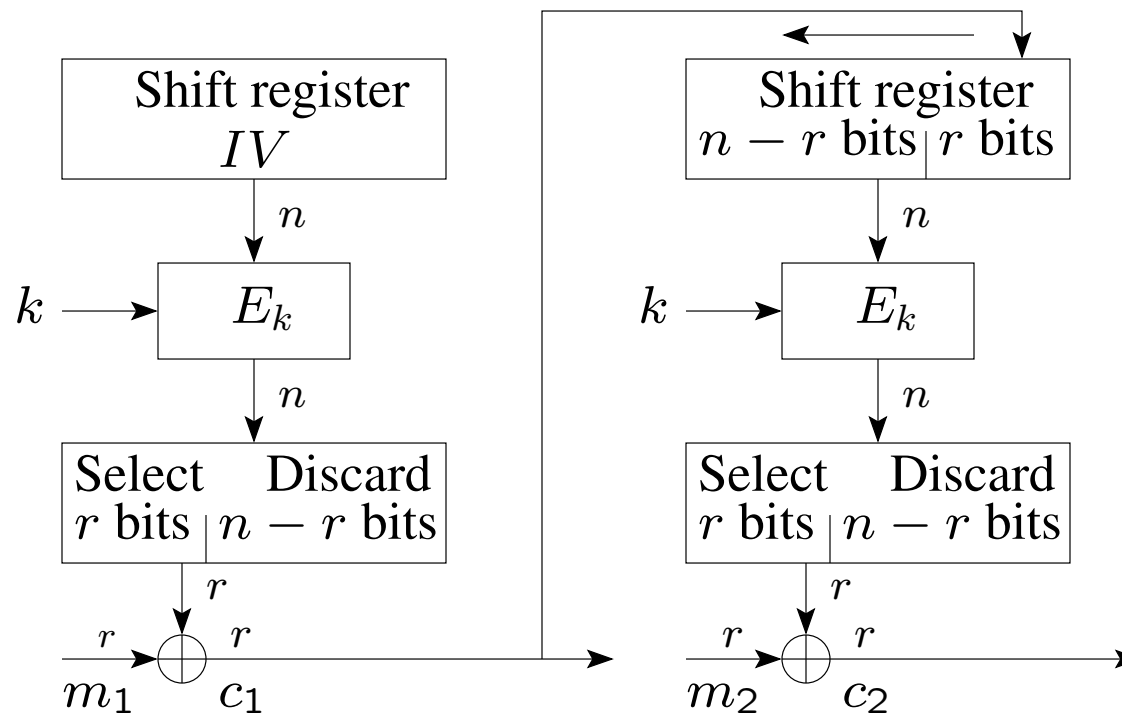 Shift register
IV
n
k
E_k
n
Select Discard
r bits n − r bits
r
r
r
m_1
c_1
Shift register
n − r bits r bits
n
k
E_k
n
Select Discard
r bits n − r bits
r
r
r
m_2
c_2